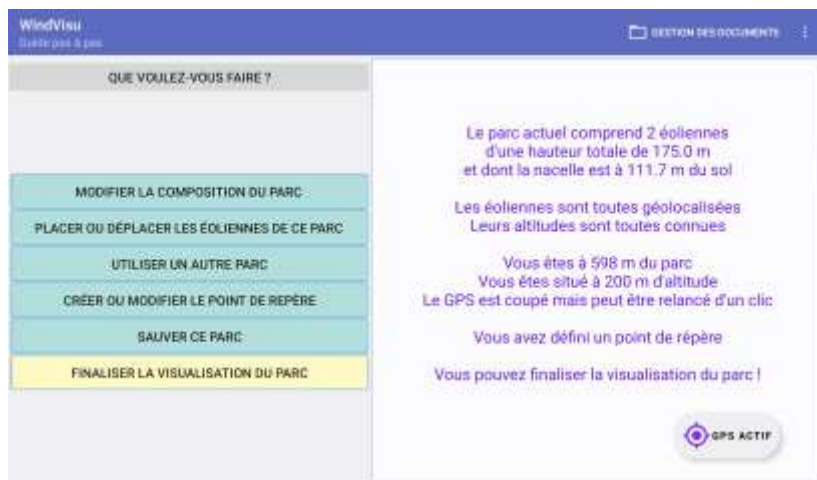 WindVisu
Guide pas à pas
GESTION DES DOCUMENTS
QUE VOULEZ-VOUS FAIRE ?
MODIFIER LA COMPOSITION DU PARC
PLACER OU DÉPLACER LES ÉOLIENNES DE CE PARC
UTILISER UN AUTRE PARC
CRÉER OU MODIFIER LE POINT DE REPÈRE
SAUVER CE PARC
FINALISER LA VISUALISATION DU PARC
Le parc actuel comprend 2 éoliennes
d'une hauteur totale de 175.0 m
et dont la nacelle est à 111.7 m du sol
Les éoliennes sont toutes géolocalisées
Leurs altitudes sont toutes connues
Vous êtes à 598 m du parc
Vous êtes situé à 200 m d'altitude
Le GPS est coupé mais peut être relancé d'un clic
Vous avez défini un point de répère
Vous pouvez finaliser la visualisation du parc !
GPS ACTIF